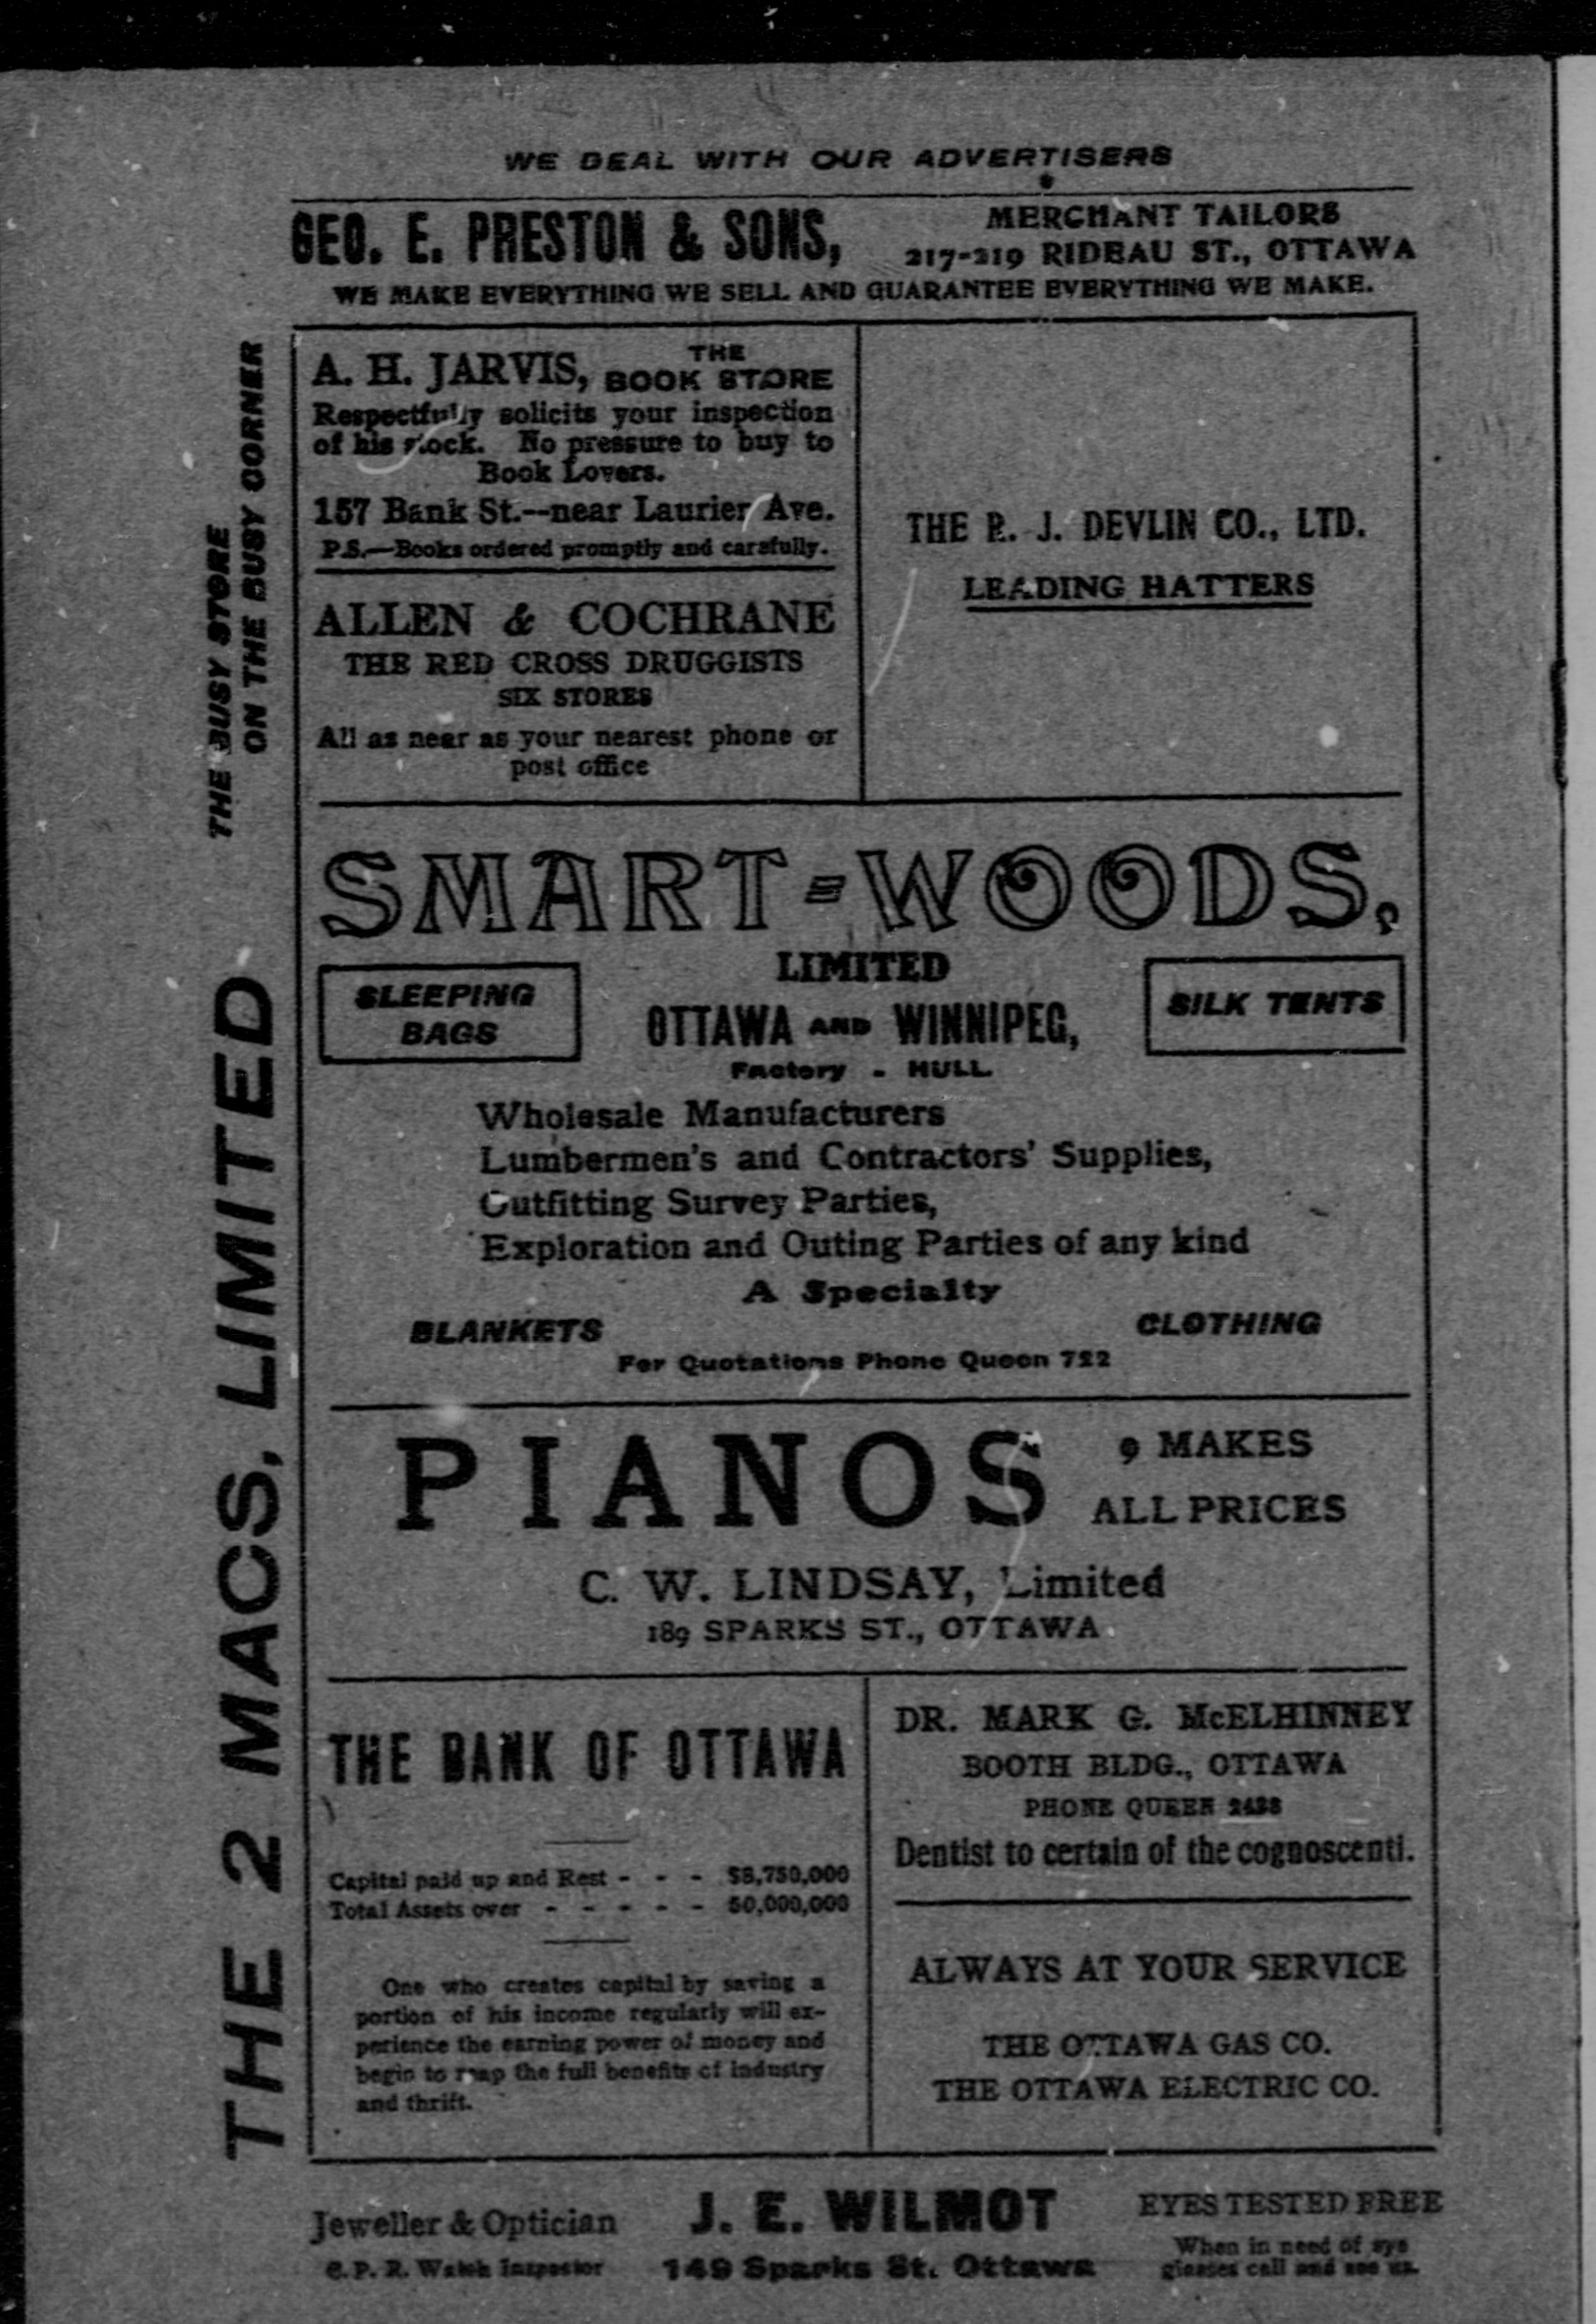 WE DEAL WITH OUR ADVERTISERS
GEO. E. PRESTON & SONS,
MERCHANT TAILORS
217-219 RIDEAU ST., OTTAWA
WE MAKE EVERYTHING WE SELL AND GUARANTEE EVERYTHING WE MAKE.
THE BUSY STORE
ON THE BUSY CORNER
THE 2 MACS, LIMITED
A. H. JARVIS, THE BOOK STORE
Respectfully solicits your inspection
of his stock. No pressure to buy to
Book Lovers.
157 Bank St.--near Laurier Ave.
P.S.—Books ordered promptly and carefully.
ALLEN & COCHRANE
THE RED CROSS DRUGGISTS
SIX STORES
All as near as your nearest phone or
post office
THE R. J. DEVLIN CO., LTD.
LEADING HATTERS
SMART-WOODS,
LIMITED
SLEEPING
BAGS
OTTAWA AND WINNIPEG,
SILK TENTS
Factory - HULL
Wholesale Manufacturers
Lumbermen's and Contractors' Supplies,
Outfitting Survey Parties,
Exploration and Outing Parties of any kind
A Specialty
BLANKETS
CLOTHING
For Quotations Phone Queen 722
PIANOS
9 MAKES
ALL PRICES
C. W. LINDSAY, Limited
189 SPARKS ST., OTTAWA.
THE BANK OF OTTAWA
Capital paid up and Rest - - - $8,750,000
Total Assets over - - - - - 50,000,000
One who creates capital by saving a
portion of his income regularly will ex-
perience the earning power of money and
begin to reap the full benefits of industry
and thrift.
DR. MARK G. McELHINNEY
BOOTH BLDG., OTTAWA
PHONE QUEEN
Dentist to certain of the cognoscenti.
ALWAYS AT YOUR SERVICE
THE OTTAWA GAS CO.
THE OTTAWA ELECTRIC CO.
Jeweller & Optician
C. P. R. Watch Inspector
J. E. WILMOT
149 Sparks St. Ottawa
EYES TESTED FREE
When in need of eye
glasses call and see us.